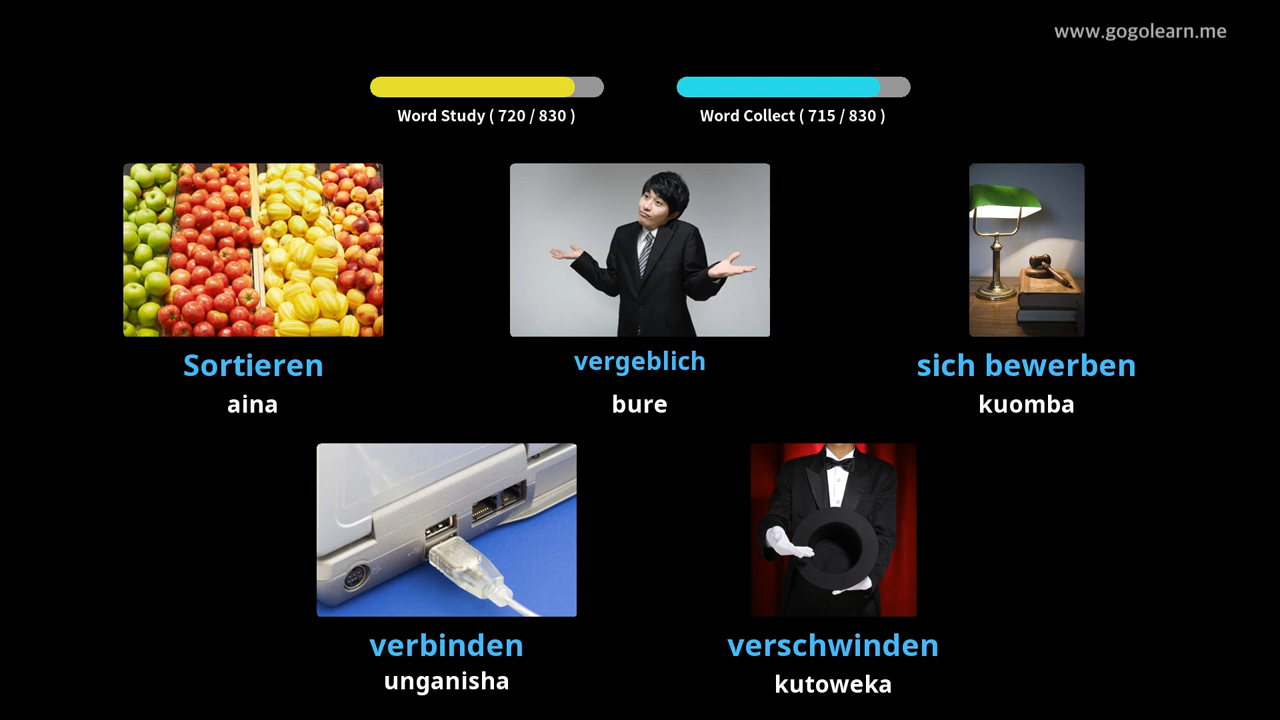 www.gogolearn.me
Word Study ( 720 / 830 )
Word Collect ( 715 / 830 )
Sortieren
aina
vergeblich
bure
sich bewerben
kuomba
verbinden
unganisha
verschwinden
kutoweka